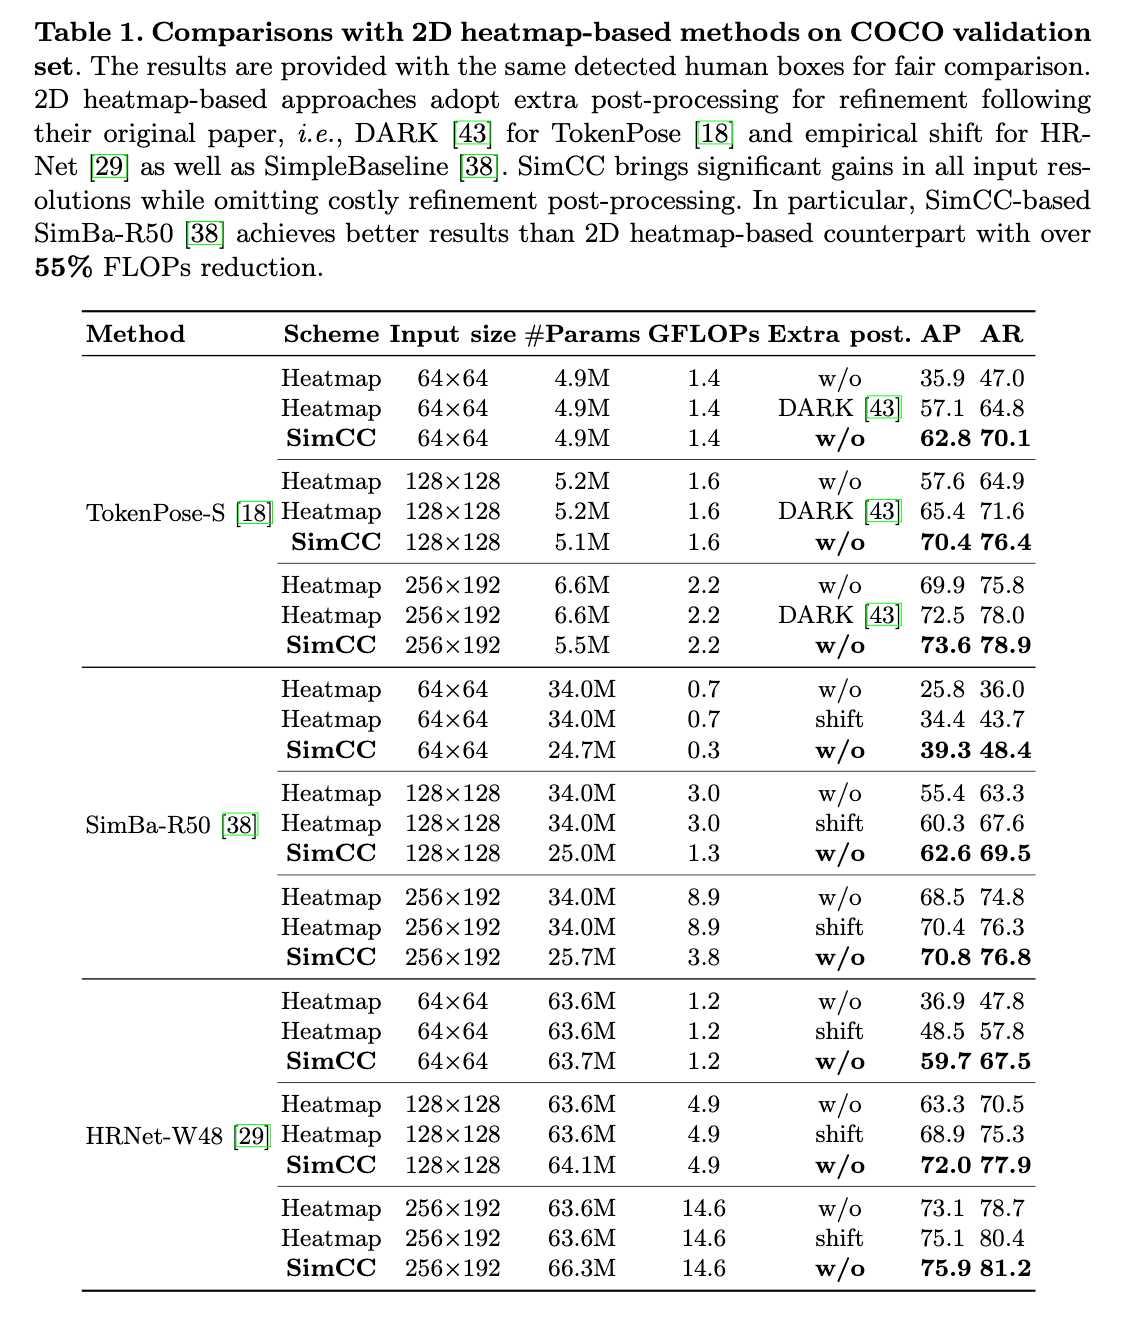 Table 1. Comparisons with 2D heatmap-based methods on COCO validation
set. The results are provided with the same detected human boxes for fair comparison.
2D heatmap-based approaches adopt extra post-processing for refinement following
their original paper, i.e., DARK [43] for TokenPose [18] and empirical shift for HR-
Net [29] as well as SimpleBaseline [38]. SimCC brings significant gains in all input res-
olutions while omitting costly refinement post-processing. In particular, SimCC-based
SimBa-R50 [38] achieves better results than 2D heatmap-based counterpart with over
55% FLOPs reduction.
Method Scheme Input size #Params GFLOPs Extra post. AP AR
Heatmap 64×64 4.9M 1.4 w/o 35.9 47.0
Heatmap 64×64 4.9M 1.4 DARK [43] 57.1 64.8
SimCC 64×64 4.9M 1.4 w/o 62.8 70.1
Heatmap 128×128 5.2M 1.6 w/o 57.6 64.9
TokenPose-S [18] Heatmap 128×128 5.2M 1.6 DARK [43] 65.4 71.6
SimCC 128×128 5.1M 1.6 w/o 70.4 76.4
Heatmap 256×192 6.6M 2.2 w/o 69.9 75.8
Heatmap 256×192 6.6M 2.2 DARK [43] 72.5 78.0
SimCC 256×192 5.5M 2.2 w/o 73.6 78.9
Heatmap 64×64 34.0M 0.7 w/o 25.8 36.0
Heatmap 64×64 34.0M 0.7 shift 34.4 43.7
SimCC 64×64 24.7M 0.3 w/o 39.3 48.4
Heatmap 128×128 34.0M 3.0 w/o 55.4 63.3
SimBa-R50 [38] Heatmap 128×128 34.0M 3.0 shift 60.3 67.6
SimCC 128×128 25.0M 1.3 w/o 62.6 69.5
Heatmap 256×192 34.0M 8.9 w/o 68.5 74.8
Heatmap 256×192 34.0M 8.9 shift 70.4 76.3
SimCC 256×192 25.7M 3.8 w/o 70.8 76.8
Heatmap 64×64 63.6M 1.2 w/o 36.9 47.8
Heatmap 64×64 63.6M 1.2 shift 48.5 57.8
SimCC 64×64 63.7M 1.2 w/o 59.7 67.5
Heatmap 128×128 63.6M 4.9 w/o 63.3 70.5
HRNet-W48 [29] Heatmap 128×128 63.6M 4.9 shift 68.9 75.3
SimCC 128×128 64.1M 4.9 w/o 72.0 77.9
Heatmap 256×192 63.6M 14.6 w/o 73.1 78.7
Heatmap 256×192 63.6M 14.6 shift 75.1 80.4
SimCC 256×192 66.3M 14.6 w/o 75.9 81.2